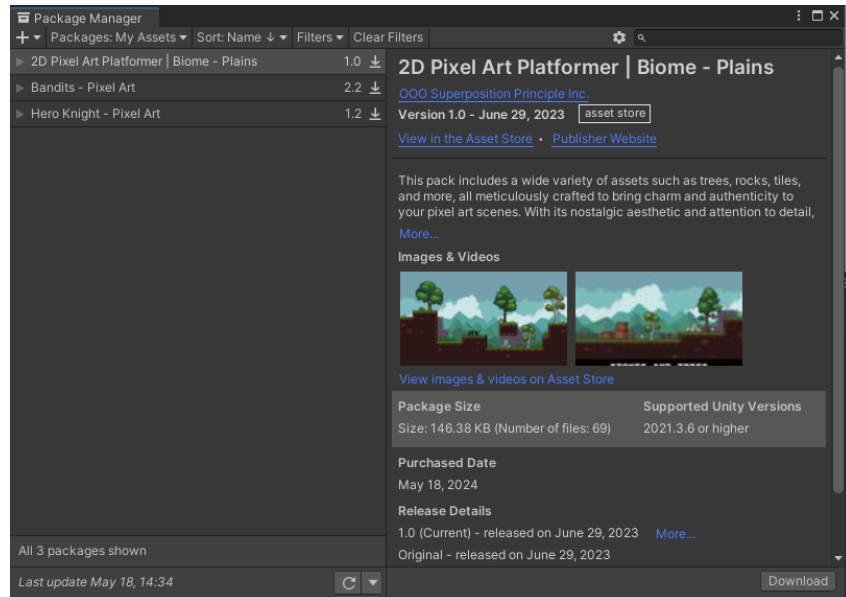 Package Manager
Packages: My Assets Sort: Name ↓ Filters Clear Filters
2D Pixel Art Platformer | Biome - Plains 1.0
Bandits - Pixel Art 2.2
Hero Knight - Pixel Art 1.2
All 3 packages shown
Last update May 18, 14:34
2D Pixel Art Platformer | Biome - Plains
OOO Superposition Principle Inc.
Version 1.0 - June 29, 2023 asset store
View in the Asset Store • Publisher Website
This pack includes a wide variety of assets such as trees, rocks, tiles,
and more, all meticulously crafted to bring charm and authenticity to
your pixel art scenes. With its nostalgic aesthetic and attention to detail,
More...
Images & Videos
View images & videos on Asset Store
Package Size Supported Unity Versions
Size: 146.38 KB (Number of files: 69) 2021.3.6 or higher
Purchased Date
May 18, 2024
Release Details
1.0 (Current) - released on June 29, 2023 More...
Original - released on June 29, 2023
Download